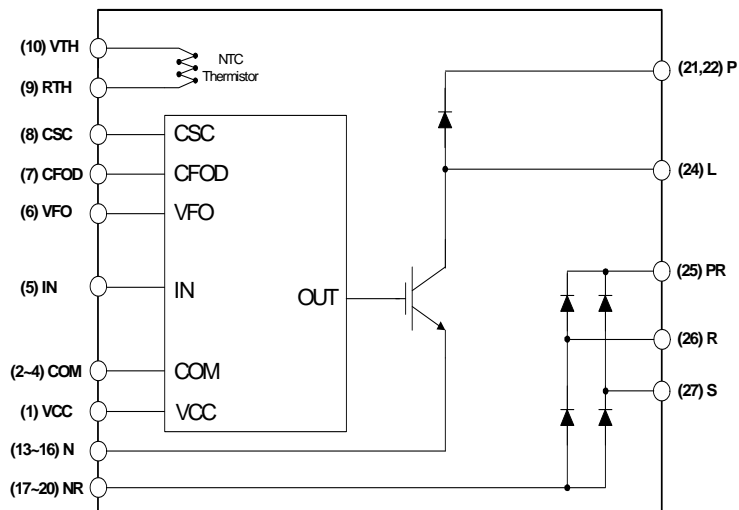 (10) VTH
NTC
Thermistor
(9) RTH
(8) CSC
(7) CFOD
(6) VFO
(5) IN
(2~4) COM
(1) VCC
(13~16) N
(17~20) NR
CSC
CFOD
VFO
IN
OUT
COM
VCC
(21,22) P
(24) L
(25) PR
(26) R
(27) S